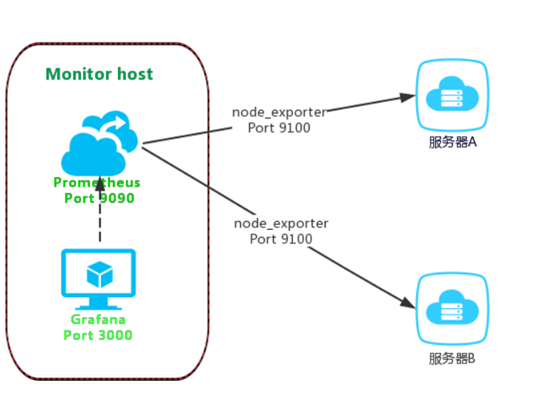 Monitor host
node_exporter
Port 9100
服务器A
Prometheus
Port 9090
node_exporter
Port 9100
Grafana
Port 3000
服务器B